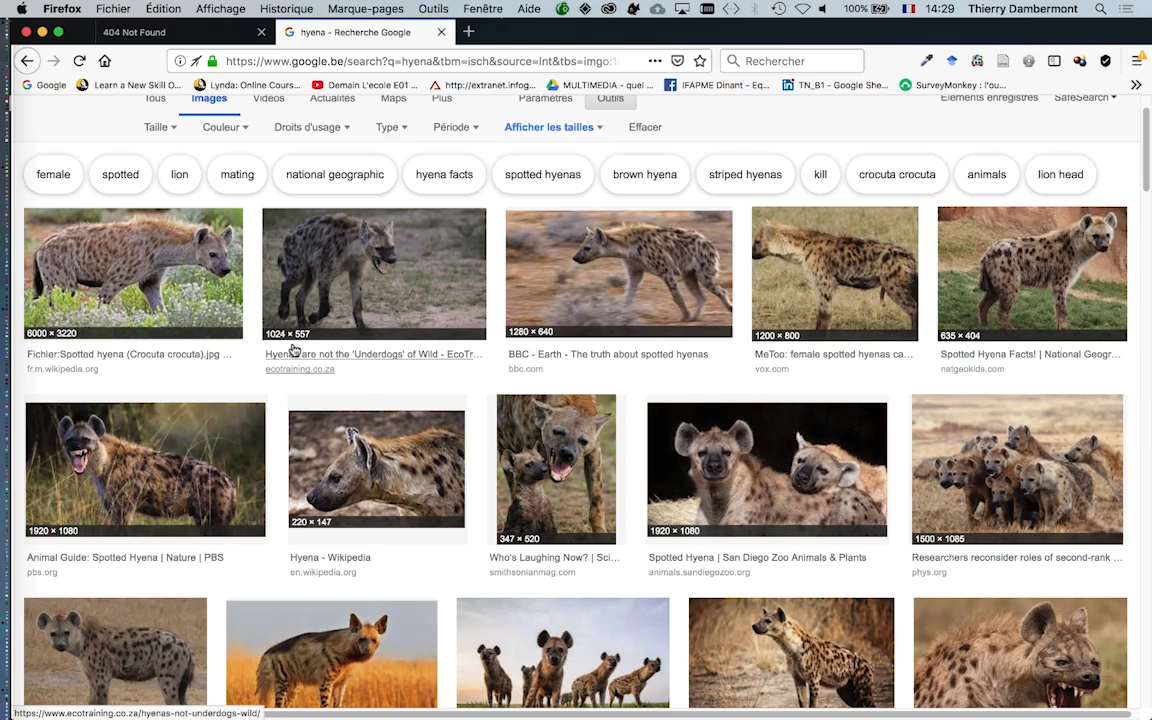 Firefox Fichier Édition Affichage Historique Marque-pages Outils Fenêtre Aide 100% 14:29 Thierry Dambermont
404 Not Found hyena - Recherche Google
https://www.google.be/search?q=hyena&tbm=isch&source=lnt&tbs=imgo:1 Rechercher
Google Learn a New Skill O... Lynda: Online Cours... Demain L'ecole E01 ... http://extranet.infog... MULTIMEDIA - quel ... IFAPME Dinant - Eq... TN_B1 - Google She... SurveyMonkey : l'ou...
Tous Images Vidéos Actualités Maps Plus Paramètres Outils Éléments enregistrés SafeSearch
Taille Couleur Droits d'usage Type Période Afficher les tailles Effacer
female spotted lion mating national geographic hyena facts spotted hyenas brown hyena striped hyenas kill crocuta crocuta animals lion head
6000 × 3220 1024 × 557 1280 × 640 1200 × 800 635 × 404
Fichier:Spotted hyena (Crocuta crocuta).jpg ... are not the 'Underdogs' of Wild - EcoTr... BBC - Earth - The truth about spotted hyenas MeToo: female spotted hyenas ca... Spotted Hyena Facts! | National Geogr...
fr.m.wikipedia.org ecotraining.co.za bbc.com vox.com natgeokids.com
1920 × 1080 220 × 147 347 × 520 1920 × 1080 1500 × 1085
Animal Guide: Spotted Hyena | Nature | PBS Hyena - Wikipedia Who's Laughing Now? | Sci... Spotted Hyena | San Diego Zoo Animals & Plants Researchers reconsider roles of second-rank ...
pbs.org en.wikipedia.org smithsonianmag.com animals.sandiegozoo.org phys.org
https://www.ecotraining.co.za/hyenas-not-underdogs-wild/